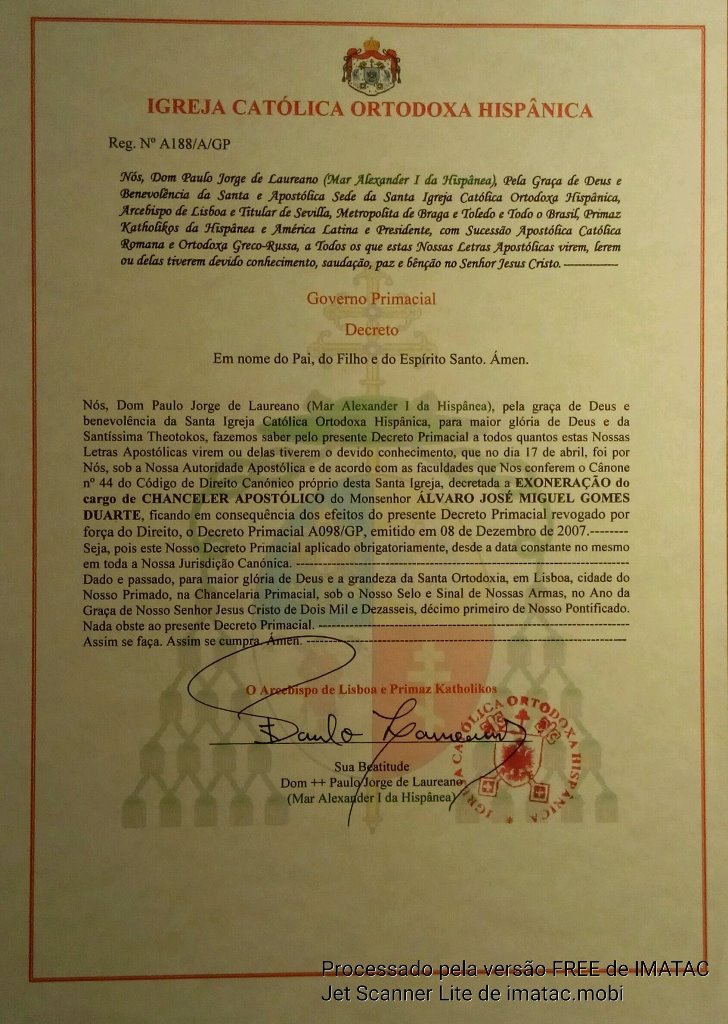 IGREJA CATÓLICA ORTODOXA HISPÂNICA
Reg. Nº A188/A/GP
Nós, Dom Paulo Jorge de Laureano (Mar Alexander I da Hispânea), Pela Graça de Deus e
Benevolência da Santa e Apostólica Sede da Santa Igreja Católica Ortodoxa Hispânica,
Arcebispo de Lisboa e Titular de Sevilla, Metropolita de Braga e Toledo e Todo o Brasil, Primaz
Katholikos da Hispânea e América Latina e Presidente, com Sucessão Apostólica Católica
Romana e Ortodoxa Greco-Russa, a Todos os que estas Nossas Letras Apostólicas virem, lerem
ou delas tiverem devido conhecimento, saudação, paz e bênção no Senhor Jesus Cristo. ------------
Governo Primacial
Decreto
Em nome do Pai, do Filho e do Espírito Santo. Ámen.
Nós, Dom Paulo Jorge de Laureano (Mar Alexander I da Hispânea), pela graça de Deus e
benevolência da Santa Igreja Católica Ortodoxa Hispânica, para maior glória de Deus e da
Santíssima Theotokos, fazemos saber pelo presente Decreto Primacial a todos quantos estas Nossas
Letras Apostólicas virem ou delas tiverem o devido conhecimento, que no dia 17 de abril, foi por
Nós, sob a Nossa Autoridade Apostólica e de acordo com as faculdades que Nos conferem o Cânone
nº 44 do Código de Direito Canónico próprio desta Santa Igreja, decretada a EXONERAÇÃO do
cargo de CHANCELER APOSTÓLICO do Monsenhor ÁLVARO JOSÉ MIGUEL GOMES
DUARTE, ficando em consequência dos efeitos do presente Decreto Primacial revogado por
força do Direito, o Decreto Primacial A098/GP, emitido em 08 de Dezembro de 2007.--------
Seja, pois este Nosso Decreto Primacial aplicado obrigatoriamente, desde a data constante no mesmo
em toda a Nossa Jurisdição Canónica. ----------------------------------------
Dado e passado, para maior glória de Deus e a grandeza da Santa Ortodoxia, em Lisboa, cidade do
Nosso Primado, na Chancelaria Primacial, sob o Nosso Selo e Sinal de Nossas Armas, no Ano da
Graça de Nosso Senhor Jesus Cristo de Dois Mil e Dezasseis, décimo primeiro de Nosso Pontificado.
Nada obste ao presente Decreto Primacial. ----------------------------------------
Assim se faça. Assim se cumpra. Ámen. ----------------------------------------
O Arcebispo de Lisboa e Primaz Katholikos
Paulo Laureano
IGREJA CATÓLICA ORTODOXA HISPÂNICA *
Sua Beatitude
Dom ++ Paulo Jorge de Laureano
(Mar Alexander I da Hispânea)
Processado pela versão FREE de IMATAC
Jet Scanner Lite de imatac.mobi